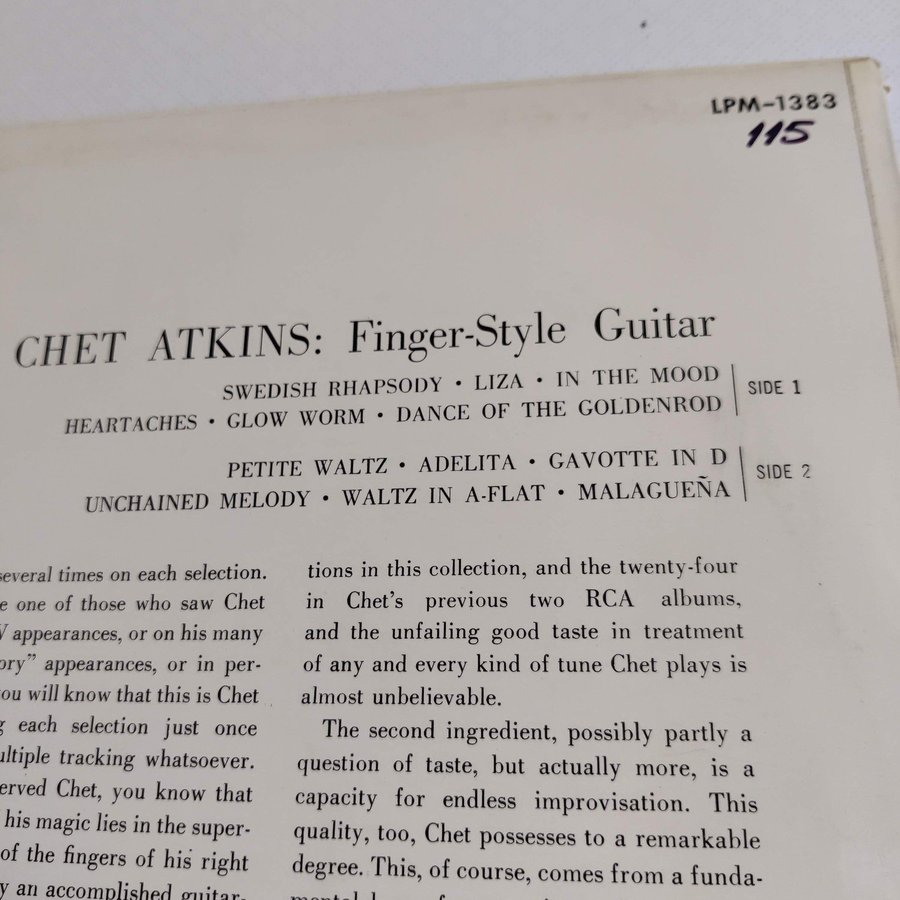 LPM-1383
115
CHET ATKINS: Finger-Style Guitar
SWEDISH RHAPSODY • LIZA • IN THE MOOD
HEARTACHES • GLOW WORM • DANCE OF THE GOLDENROD
SIDE 1
PETITE WALTZ • ADELITA • GAVOTTE IN D
UNCHAINED MELODY • WALTZ IN A-FLAT • MALAGUEÑA
SIDE 2
several times on each selection.
one of those who saw Chet
appearances, or on his many
appearances, or in per-
you will know that this is Chet
each selection just once
tracking whatsoever.
Chet, you know that
his magic lies in the super-
of the fingers of his right
an accomplished guitar-
tions in this collection, and the twenty-four
in Chet's previous two RCA albums,
and the unfailing good taste in treatment
of any and every kind of tune Chet plays is
almost unbelievable.
The second ingredient, possibly partly a
question of taste, but actually more, is a
capacity for endless improvisation. This
quality, too, Chet possesses to a remarkable
degree. This, of course, comes from a funda-